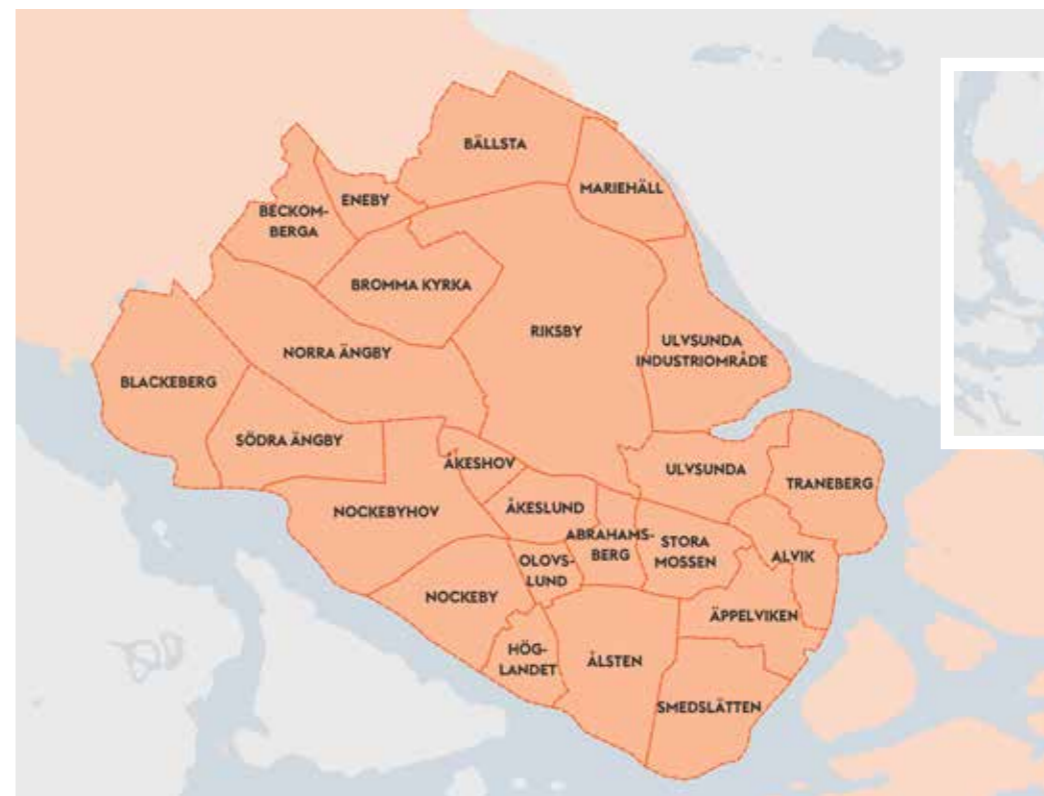 BÄLLSTA
MARIEHÄLL
ENEBY
BECKOM-
BERGA
BROMMA KYRKA
RIKSBY
ULVSUNDA
INDUSTRIOMRÅDE
NORRA ÄNGBY
BLACKEBERG
SÖDRA ÄNGBY
ÅKESHOV
ULVSUNDA
TRANEBERG
NOCKEBYHOV
ÅKESLUND
ABRAHAMS-
BERG
STORA
MOSSEN
ALVIK
OLOVS-
LUND
NOCKEBY
ÄPPELVIKEN
HÖG-
LANDET
ÅLSTEN
SMEDSLÄTTEN